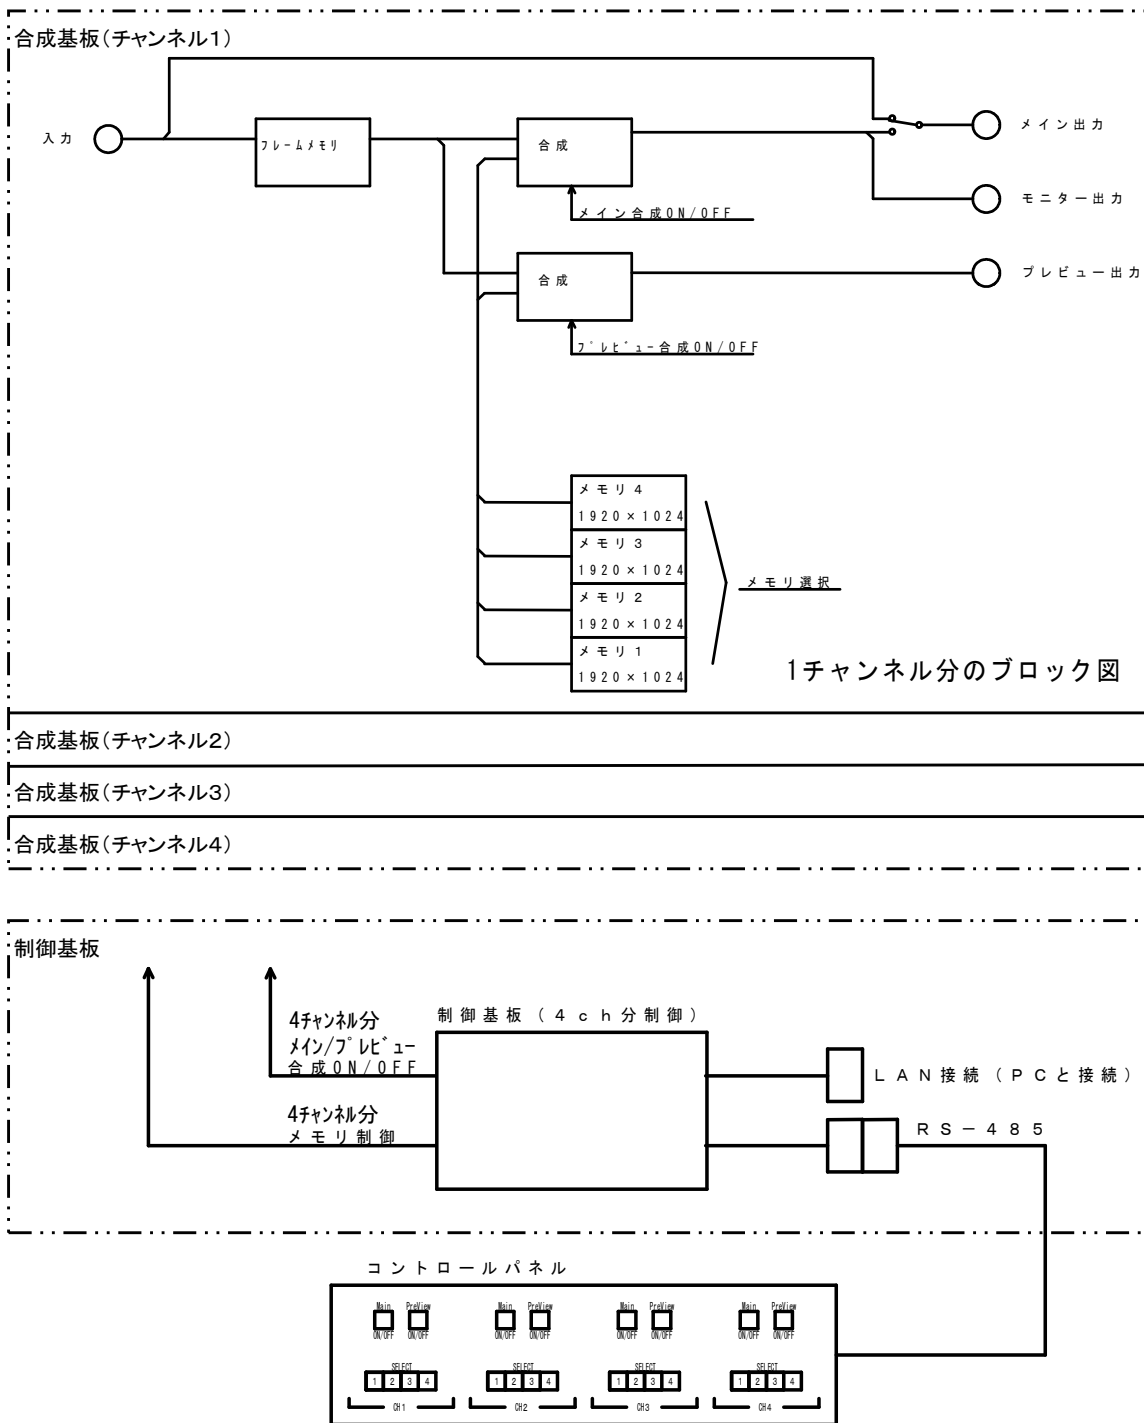 合成基板(チャンネル1)
入力
フレームメモリ
合成
メイン出力
メイン合成ON/OFF
モニター出力
合成
プレビュー出力
プレビュー合成ON/OFF
メモリ4
1920×1024
メモリ3
1920×1024
メモリ2
1920×1024
メモリ1
1920×1024
メモリ選択
1チャンネル分のブロック図
合成基板(チャンネル2)
合成基板(チャンネル3)
合成基板(チャンネル4)
制御基板
4チャンネル分
メイン/プレビュー
合成ON/OFF
4チャンネル分
メモリ制御
制御基板(4ch分制御)
LAN接続(PCと接続)
RS-485
コントロールパネル
Main PreView
ON/OFF ON/OFF
SELECT
1 2 3 4
CH1
Main PreView
ON/OFF ON/OFF
SELECT
1 2 3 4
CH2
Main PreView
ON/OFF ON/OFF
SELECT
1 2 3 4
CH3
Main PreView
ON/OFF ON/OFF
SELECT
1 2 3 4
CH4